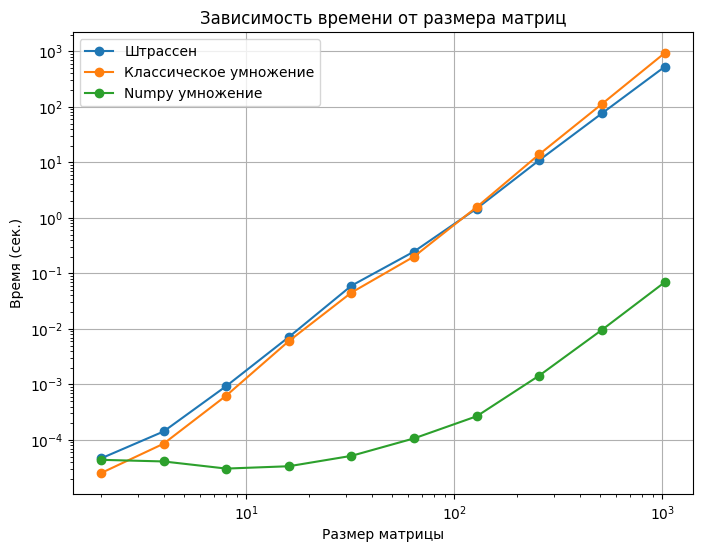 Зависимость времени от размера матриц
Штрассен
Классическое умножение
Numpy умножение
10³
10²
10¹
10⁰
10⁻¹
10⁻²
10⁻³
10⁻⁴
Время (сек.)
10¹ 10² 10³
Размер матрицы